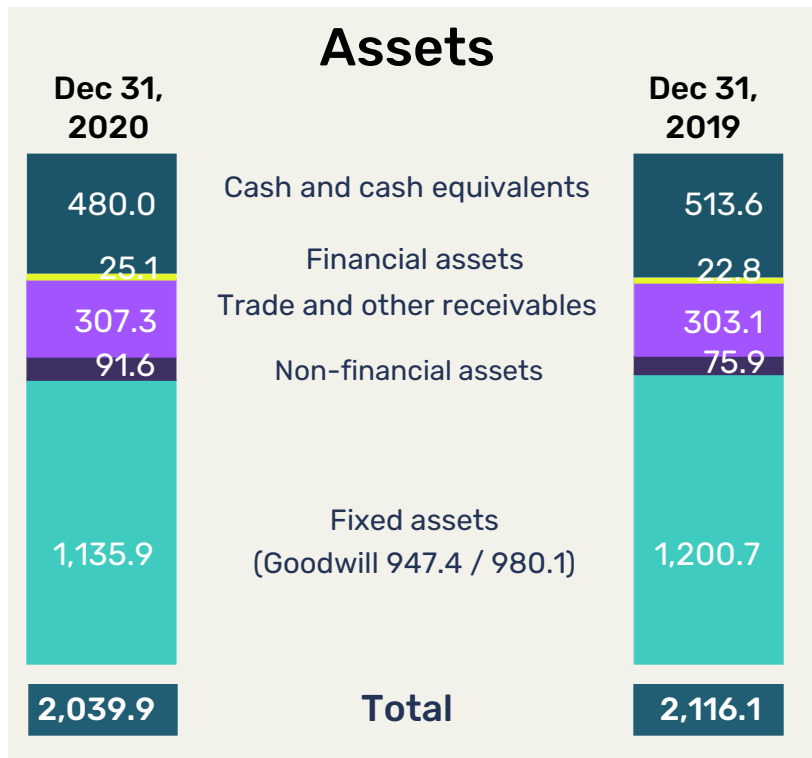 Assets
Dec 31,
2020
Dec 31,
2019
480.0
Cash and cash equivalents
513.6
25.1
Financial assets
22.8
307.3
Trade and other receivables
303.1
91.6
Non-financial assets
75.9
1,135.9
Fixed assets
(Goodwill 947.4 / 980.1)
1,200.7
2,039.9
Total
2,116.1